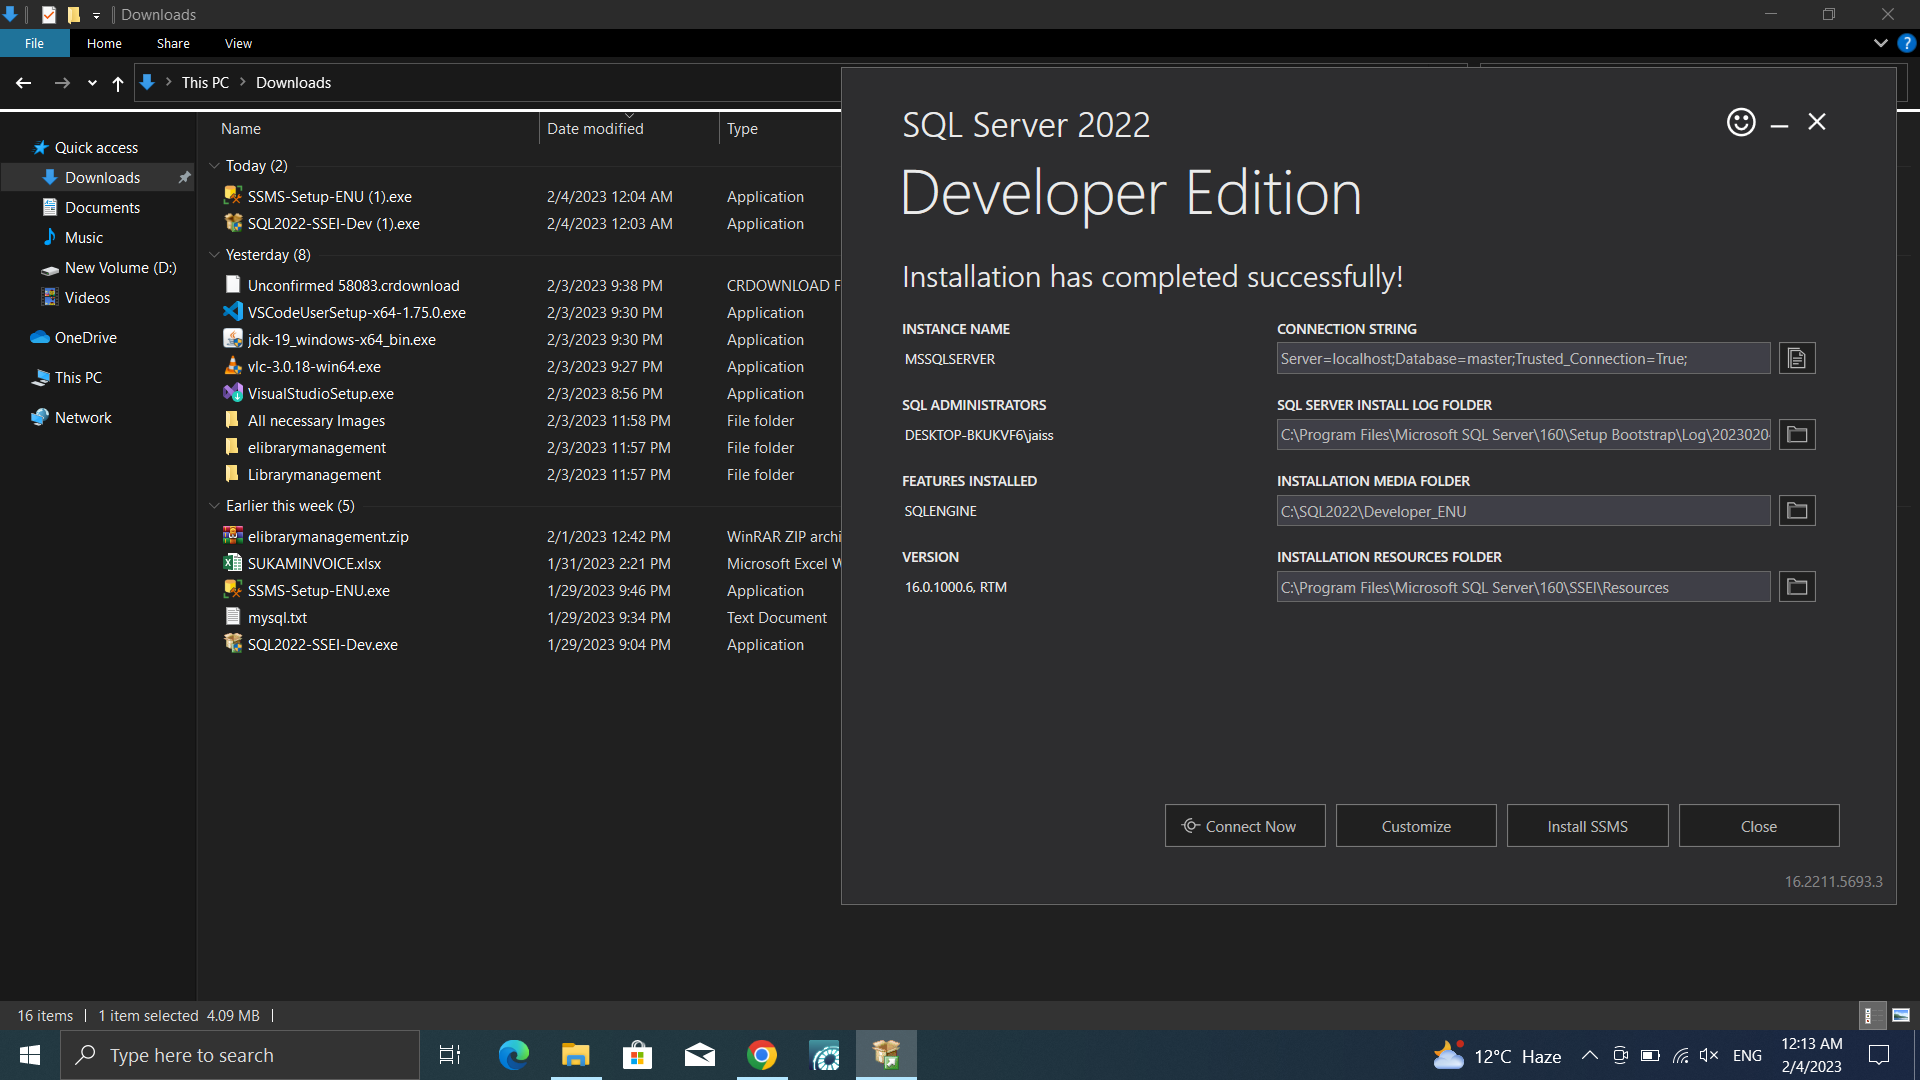 Downloads
File Home Share View
This PC Downloads
Quick access
Downloads
Documents
Music
New Volume (D:)
Videos
OneDrive
This PC
Network
Name Date modified Type
Today (2)
SSMS-Setup-ENU (1).exe 2/4/2023 12:04 AM Application
SQL2022-SSEI-Dev (1).exe 2/4/2023 12:03 AM Application
Yesterday (8)
Unconfirmed 58083.crdownload 2/3/2023 9:38 PM CRDOWNLOAD F
VSCodeUserSetup-x64-1.75.0.exe 2/3/2023 9:30 PM Application
jdk-19_windows-x64_bin.exe 2/3/2023 9:30 PM Application
vlc-3.0.18-win64.exe 2/3/2023 9:27 PM Application
VisualStudioSetup.exe 2/3/2023 8:56 PM Application
All necessary Images 2/3/2023 11:58 PM File folder
elibrarymanagement 2/3/2023 11:57 PM File folder
Librarymanagement 2/3/2023 11:57 PM File folder
Earlier this week (5)
elibrarymanagement.zip 2/1/2023 12:42 PM WinRAR ZIP archi
SUKAMINVOICE.xlsx 1/31/2023 2:21 PM Microsoft Excel W
SSMS-Setup-ENU.exe 1/29/2023 9:46 PM Application
mysql.txt 1/29/2023 9:34 PM Text Document
SQL2022-SSEI-Dev.exe 1/29/2023 9:04 PM Application
SQL Server 2022
Developer Edition
Installation has completed successfully!
INSTANCE NAME
MSSQLSERVER
SQL ADMINISTRATORS
DESKTOP-BKUKVF6\jaiss
FEATURES INSTALLED
SQLENGINE
VERSION
16.0.1000.6, RTM
CONNECTION STRING
Server=localhost;Database=master;Trusted_Connection=True;
SQL SERVER INSTALL LOG FOLDER
C:\Program Files\Microsoft SQL Server\160\Setup Bootstrap\Log\2023020
INSTALLATION MEDIA FOLDER
C:\SQL2022\Developer_ENU
INSTALLATION RESOURCES FOLDER
C:\Program Files\Microsoft SQL Server\160\SSEI\Resources
Connect Now Customize Install SSMS Close
16.2211.5693.3
16 items 1 item selected 4.09 MB
Type here to search
12°C Haze ENG
12:13 AM
2/4/2023